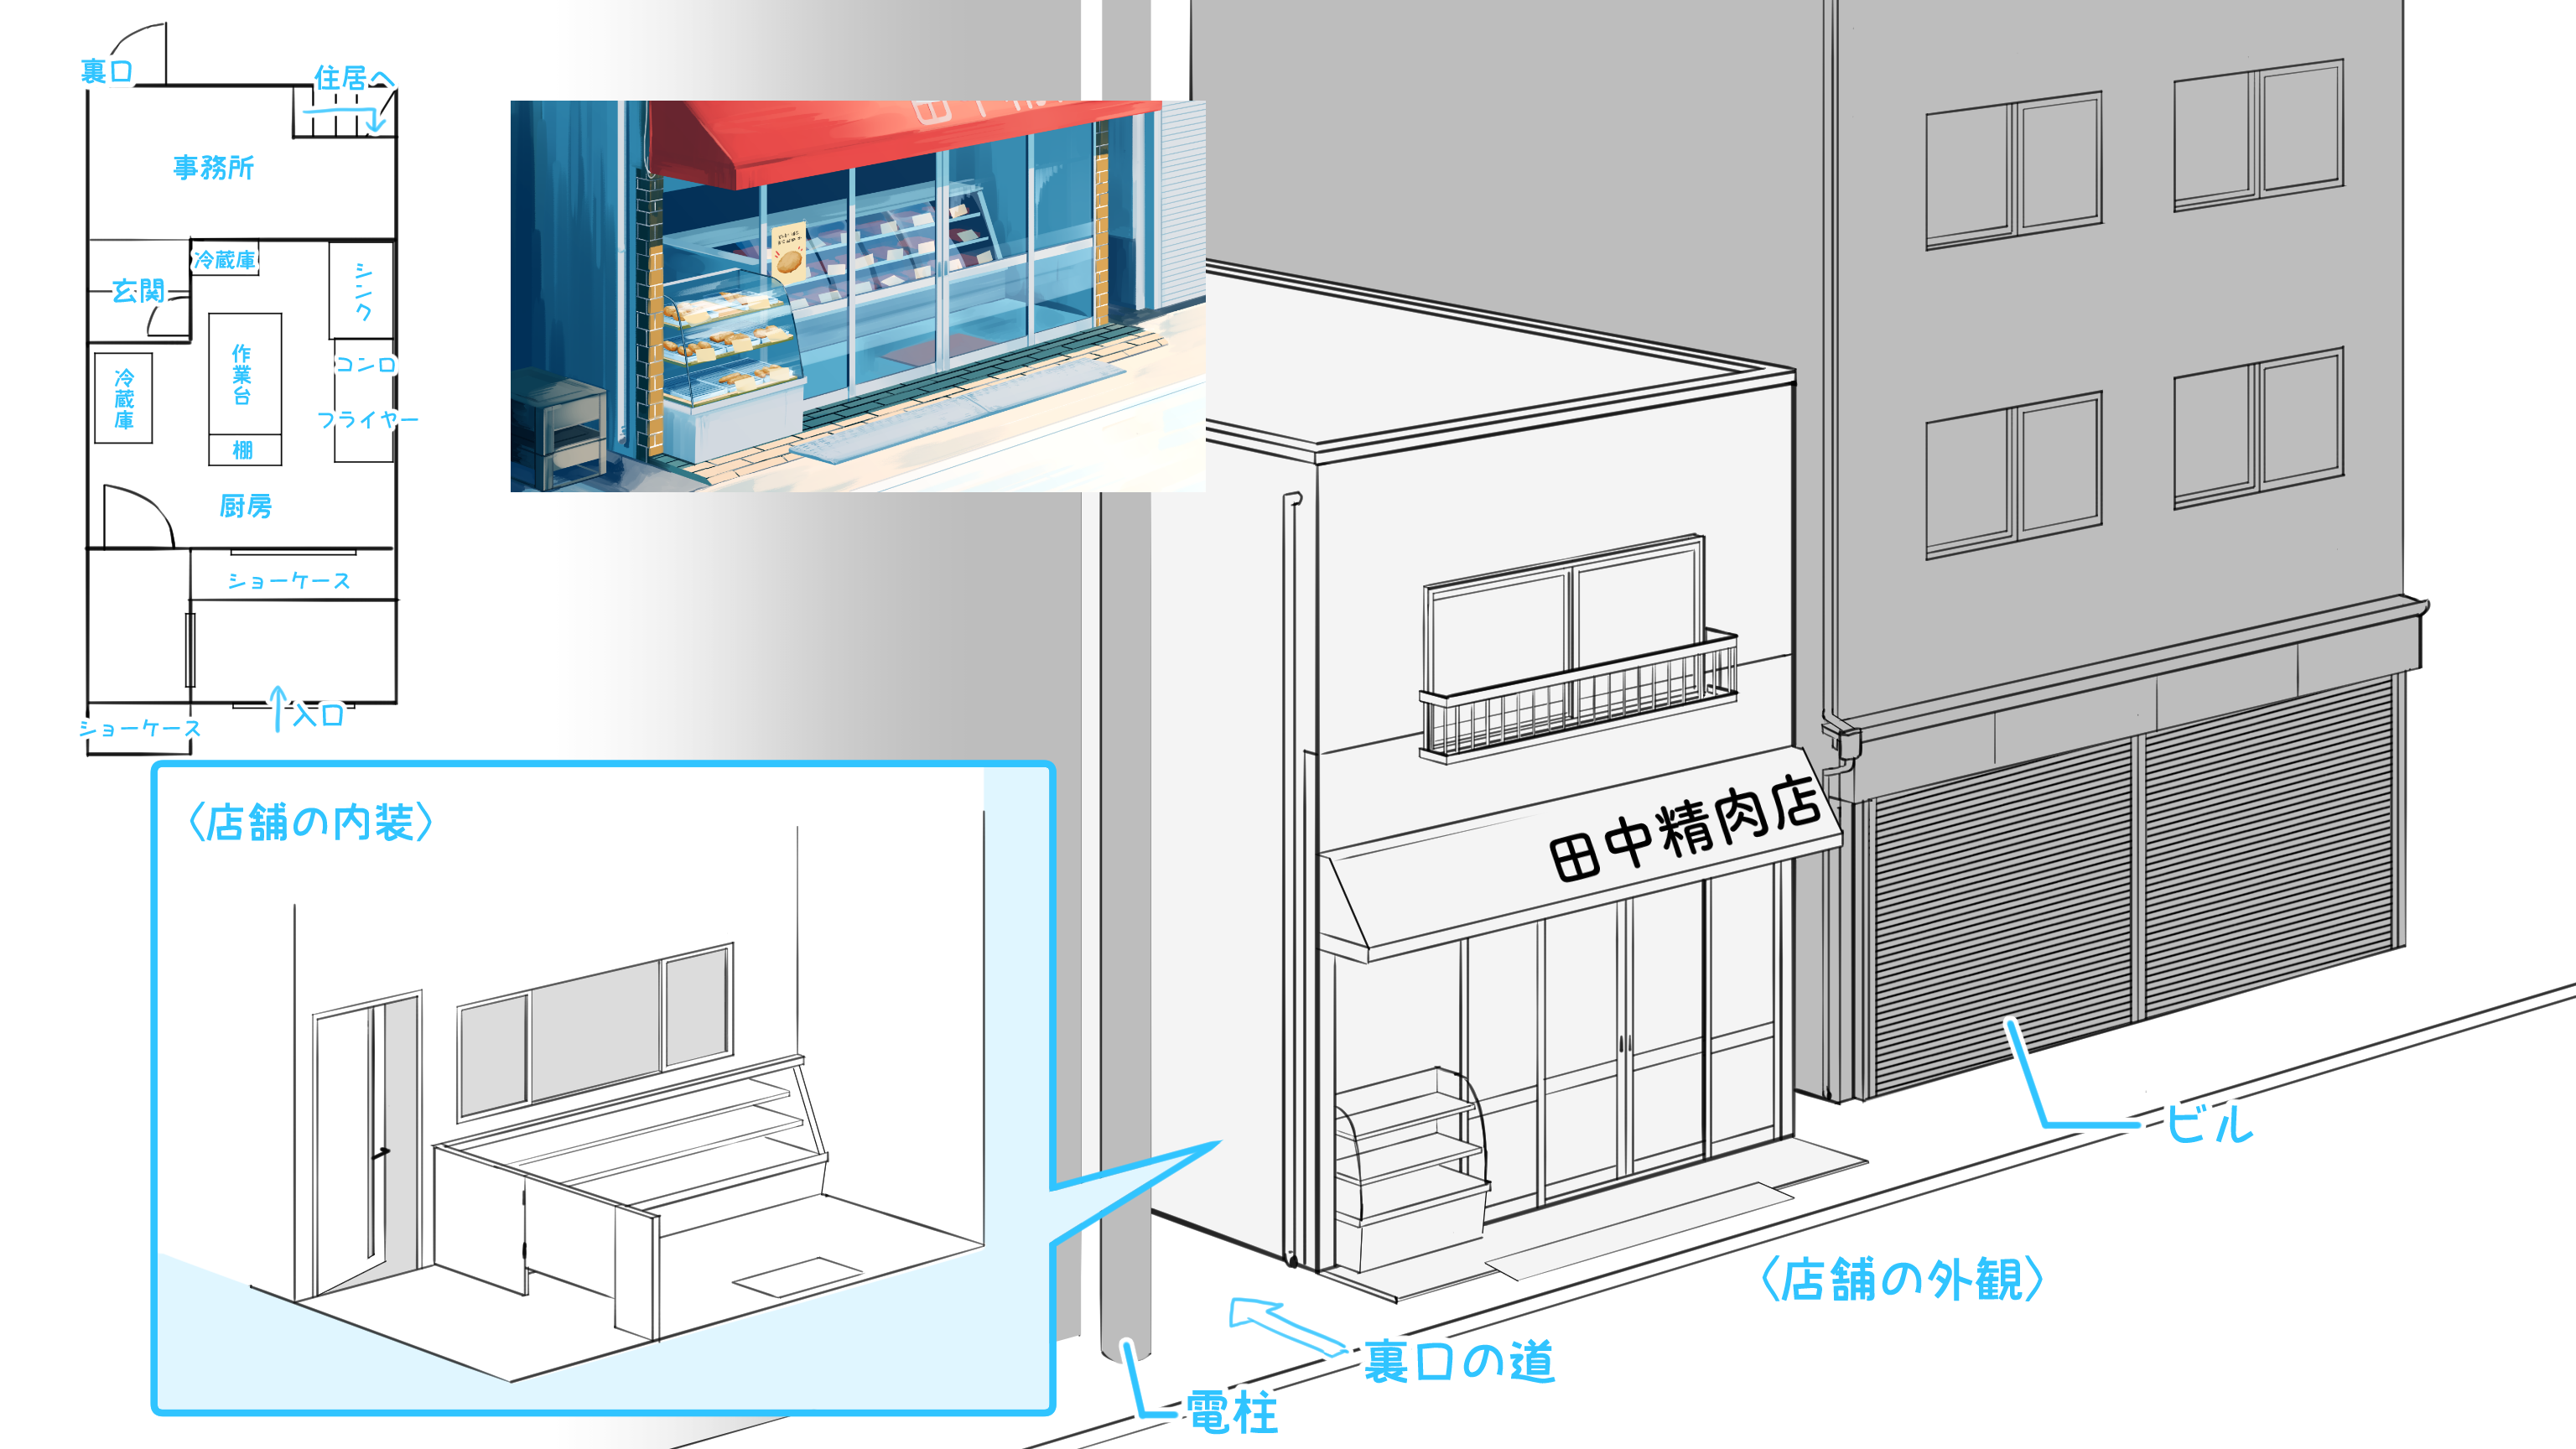 裏口
住居へ
事務所
冷蔵庫
シンク
玄関
作業台
冷蔵庫
コンロ
フライヤー
棚
厨房
ショーケース
入口
ショーケース
田中
〈店舗の内装〉
田中精肉店
ビル
〈店舗の外観〉
裏口の道
電柱